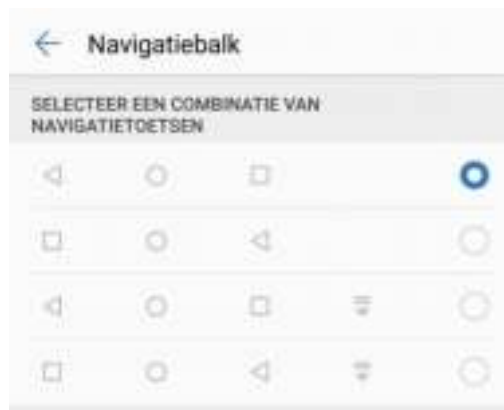 Navigatiebalk
SELECTEER EEN COMBINATIE VAN
NAVIGATIETOETSEN